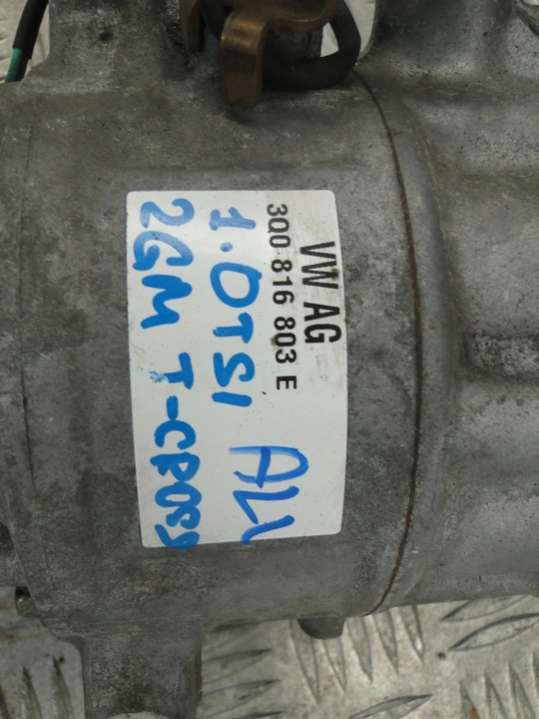 VW AG
3Q0 816 803 E
1.0TSI ALL
2GM T-CROSS